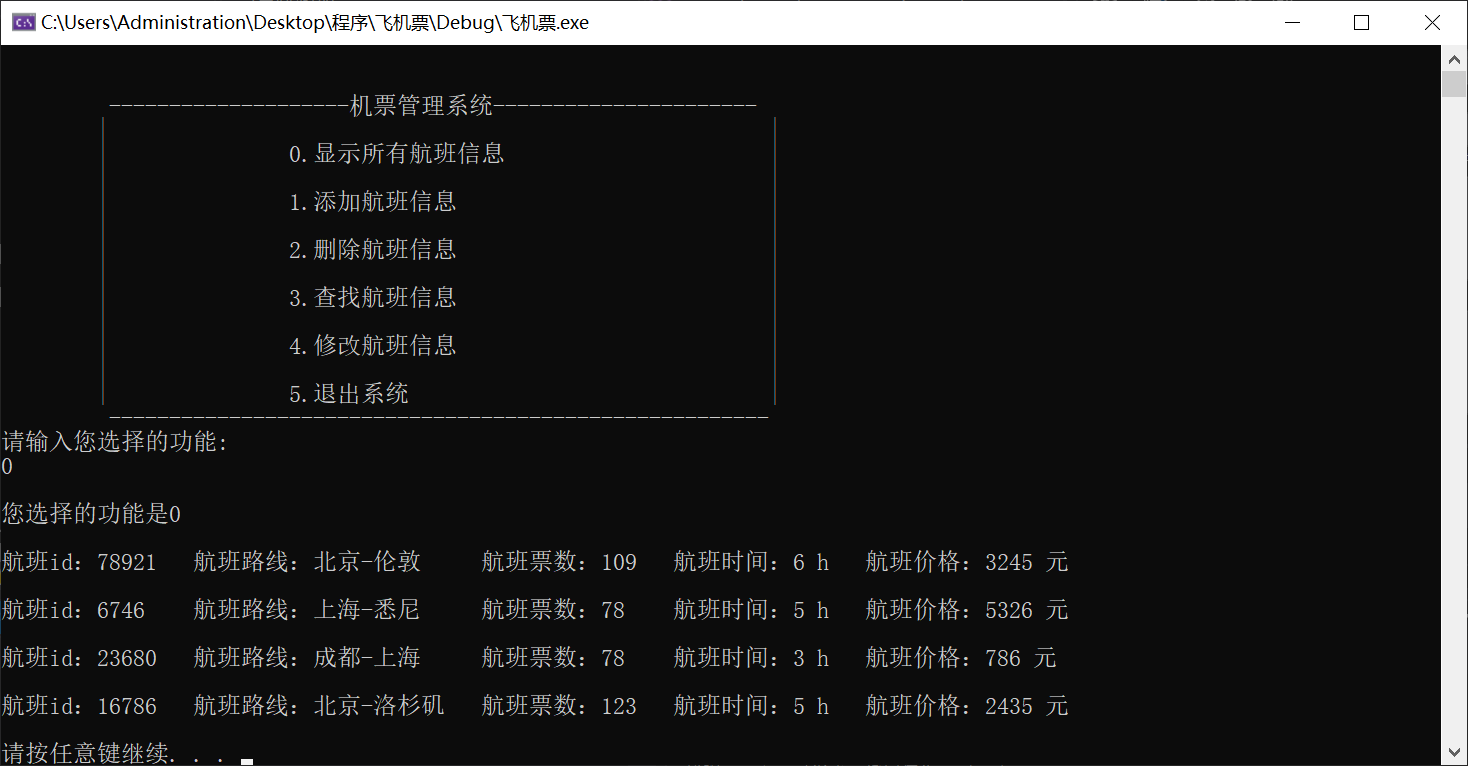 C:\Users\Administration\Desktop\程序\飞机票\Debug\飞机票.exe
--------------------机票管理系统----------------------
0.显示所有航班信息
1.添加航班信息
2.删除航班信息
3.查找航班信息
4.修改航班信息
5.退出系统
-------------------------------------------------------
请输入您选择的功能:
0
您选择的功能是0
航班id：78921 航班路线：北京-伦敦 航班票数：109 航班时间：6 h 航班价格：3245 元
航班id：6746 航班路线：上海-悉尼 航班票数：78 航班时间：5 h 航班价格：5326 元
航班id：23680 航班路线：成都-上海 航班票数：78 航班时间：3 h 航班价格：786 元
航班id：16786 航班路线：北京-洛杉矶 航班票数：123 航班时间：5 h 航班价格：2435 元
请按任意键继续. . .